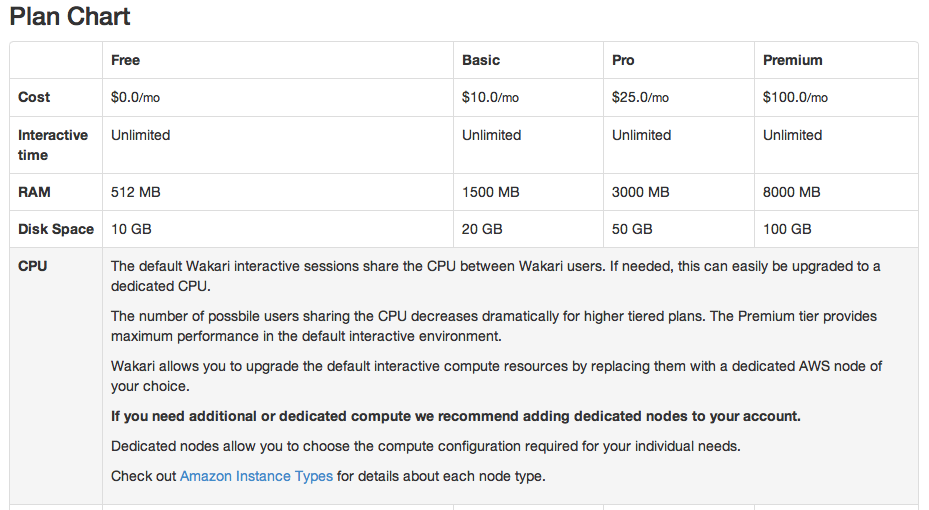 Plan Chart
Free Basic Pro Premium
Cost $0.0/mo $10.0/mo $25.0/mo $100.0/mo
Interactive time Unlimited Unlimited Unlimited Unlimited
RAM 512 MB 1500 MB 3000 MB 8000 MB
Disk Space 10 GB 20 GB 50 GB 100 GB
CPU The default Wakari interactive sessions share the CPU between Wakari users. If needed, this can easily be upgraded to a
dedicated CPU.
The number of possbile users sharing the CPU decreases dramatically for higher tiered plans. The Premium tier provides
maximum performance in the default interactive environment.
Wakari allows you to upgrade the default interactive compute resources by replacing them with a dedicated AWS node of
your choice.
If you need additional or dedicated compute we recommend adding dedicated nodes to your account.
Dedicated nodes allow you to choose the compute configuration required for your individual needs.
Check out Amazon Instance Types for details about each node type.